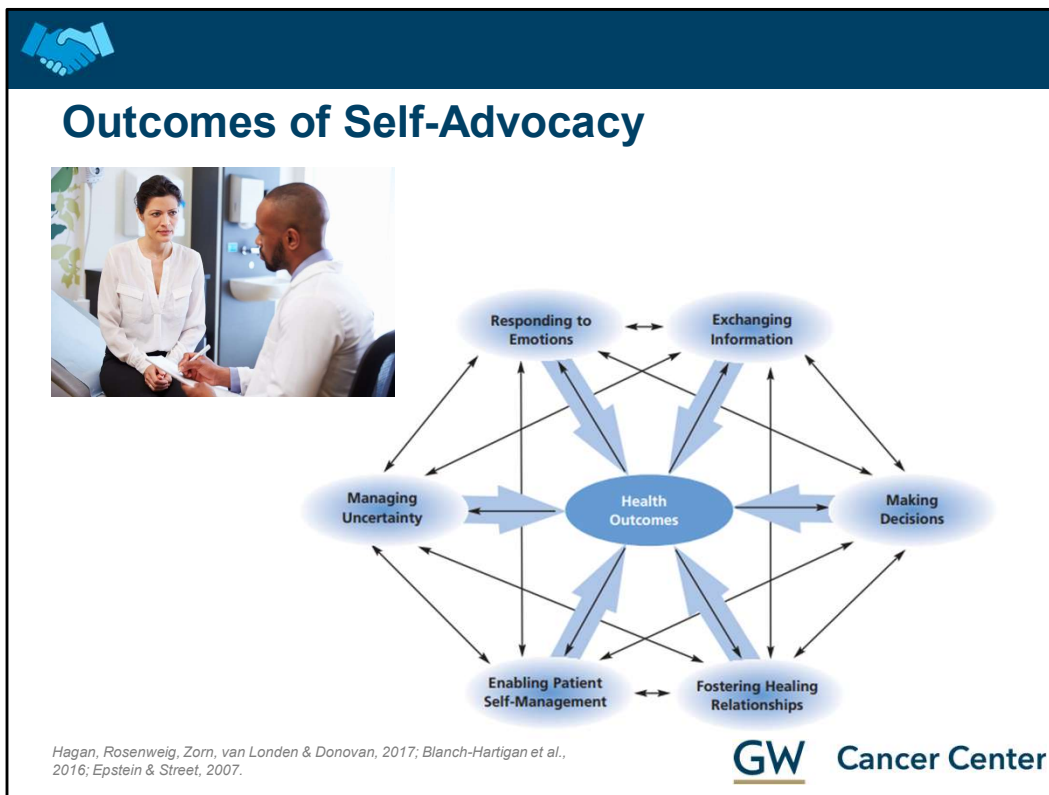 Outcomes of Self-Advocacy
Responding to
Emotions
Exchanging
Information
Managing
Uncertainty
Health
Outcomes
Making
Decisions
Enabling Patient
Self-Management
Fostering Healing
Relationships
Hagan, Rosenweig, Zorn, van Londen & Donovan, 2017; Blanch-Hartigan et al.,
2016; Epstein & Street, 2007.
GW Cancer Center